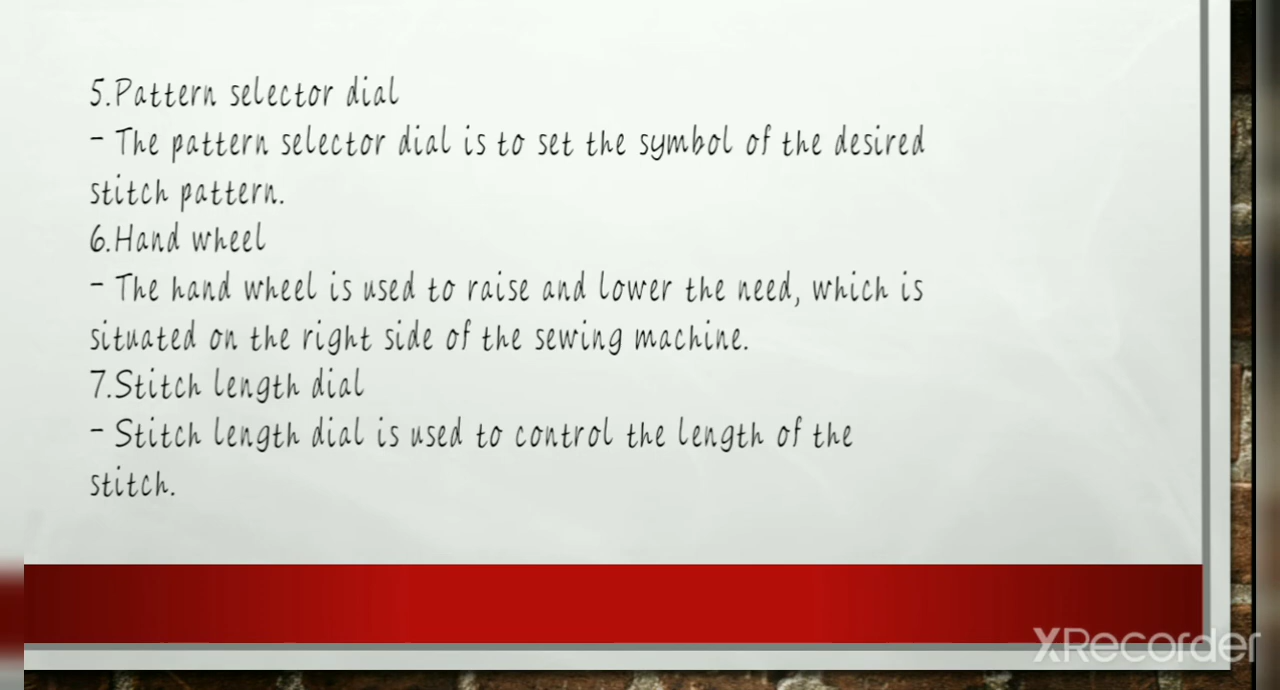 5.Pattern selector dial
- The pattern selector dial is to set the symbol of the desired
stitch pattern.
6.Hand wheel
- The hand wheel is used to raise and lower the need, which is
situated on the right side of the sewing machine.
7.Stitch length dial
- Stitch length dial is used to control the length of the
stitch.
XRecorder